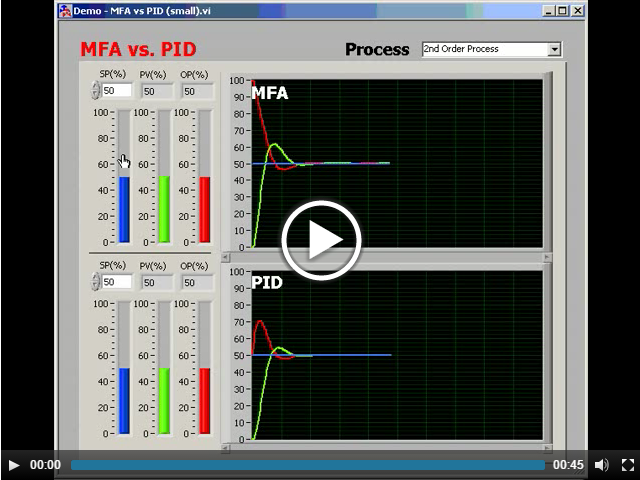 Demo - MFA vs PID (small).vi
MFA vs. PID
Process
2nd Order Process
SP(%) PV(%) OP(%)
50 50 50
100 100 100
80 80 80
60 60 60
40 40 40
20 20 20
0 0 0
MFA
100
90
80
70
60
50
40
30
20
10
0
SP(%) PV(%) OP(%)
50 50 50
100 100 100
80 80 80
60 60 60
40 40 40
20 20 20
0 0 0
PID
100
90
80
70
60
50
40
30
20
10
0
00:00
00:45